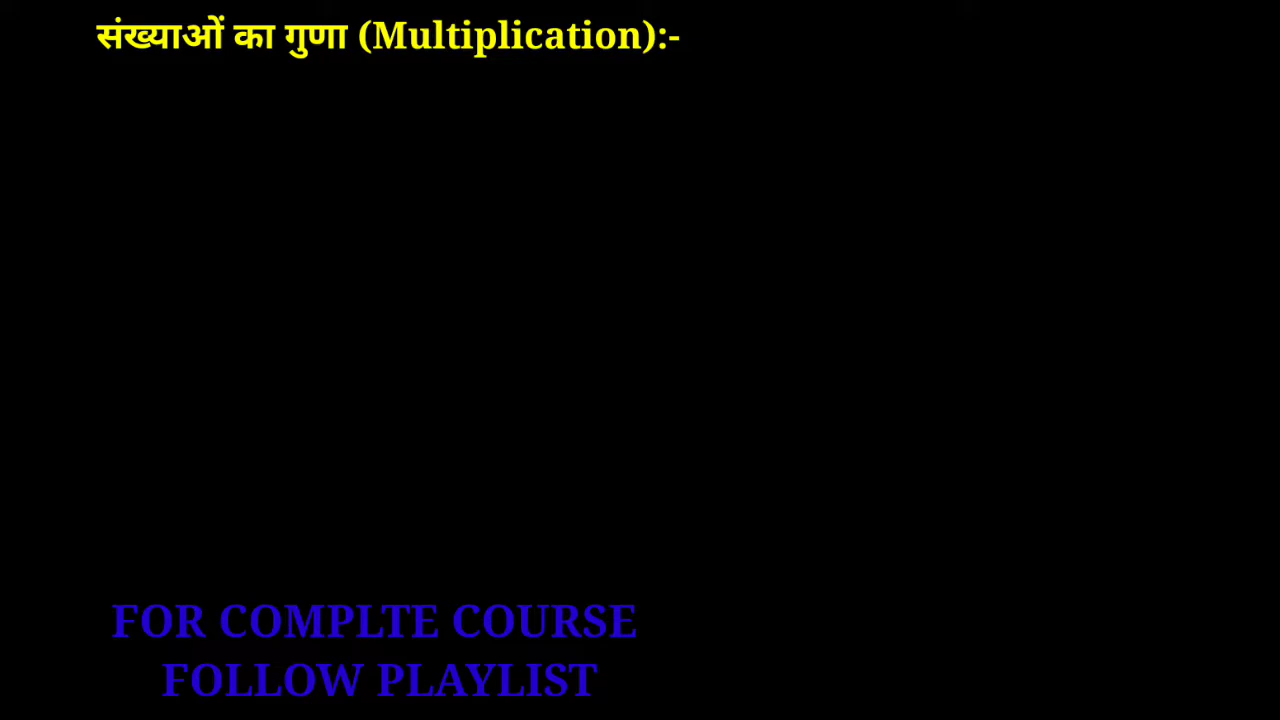 संख्याओं का गुणा (Multiplication):-
FOR COMPLTE COURSE
FOLLOW PLAYLIST